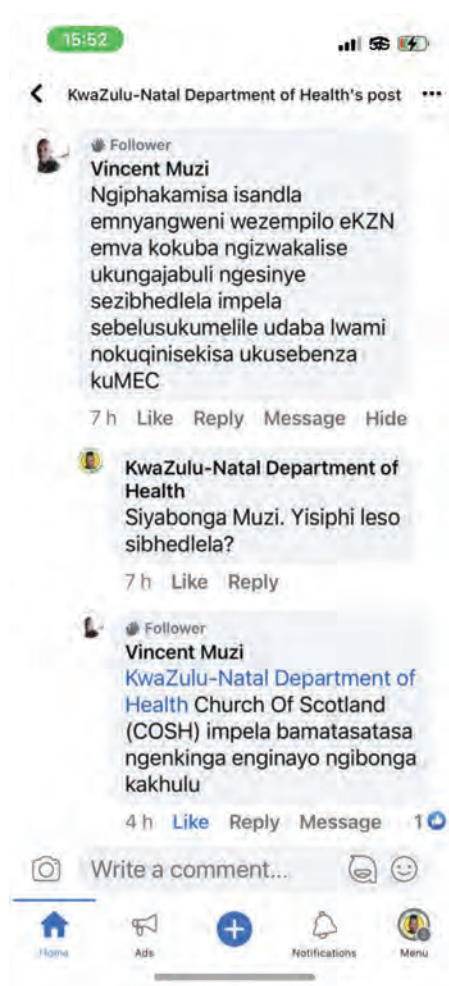 15:52
KwaZulu-Natal Department of Health's post
Follower
Vincent Muzi
Ngiphakamisa isandla
emnyangweni wezempilo eKZN
emva kokuba ngizwakalise
ukungajabuli ngesinye
sezibhedlela impela
sebelusukumelile udaba lwami
nokuqinisekisa ukusebenza
kuMEC
7 h Like Reply Message Hide
KwaZulu-Natal Department of
Health
Siyabonga Muzi. Yisiphi leso
sibhedlela?
7 h Like Reply
Follower
Vincent Muzi
KwaZulu-Natal Department of
Health Church Of Scotland
(COSH) impela bamatasatasa
ngenkinga enginayo ngibonga
kakhulu
4 h Like Reply Message 1
Write a comment...
Home Ads Notifications Menu